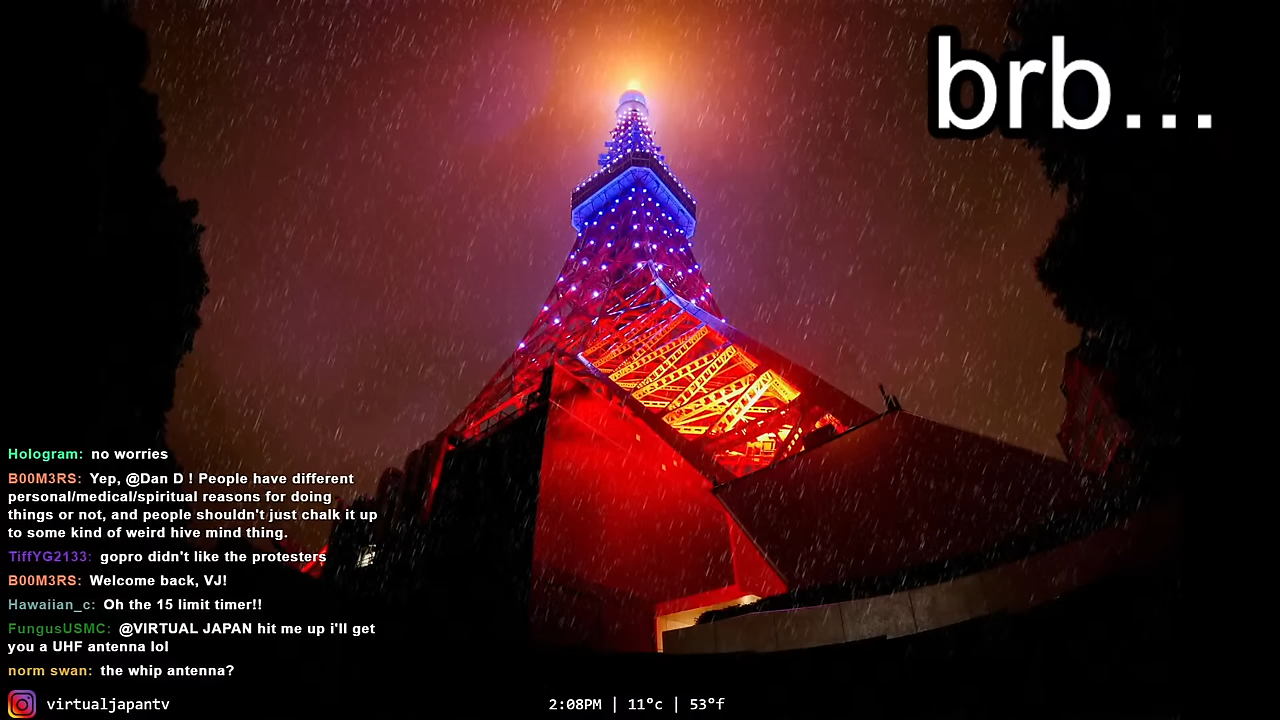 brb...
Hologram: no worries
B00M3RS: Yep, @Dan D ! People have different
personal/medical/spiritual reasons for doing
things or not, and people shouldn't just chalk it up
to some kind of weird hive mind thing.
TiffYG2133: gopro didn't like the protesters
B00M3RS: Welcome back, VJ!
Hawaiian_c: Oh the 15 limit timer!!
FungusUSMC: @VIRTUAL JAPAN hit me up i'll get
you a UHF antenna lol
norm swan: the whip antenna?
virtualjapantv
2:08PM | 11°c | 53°f